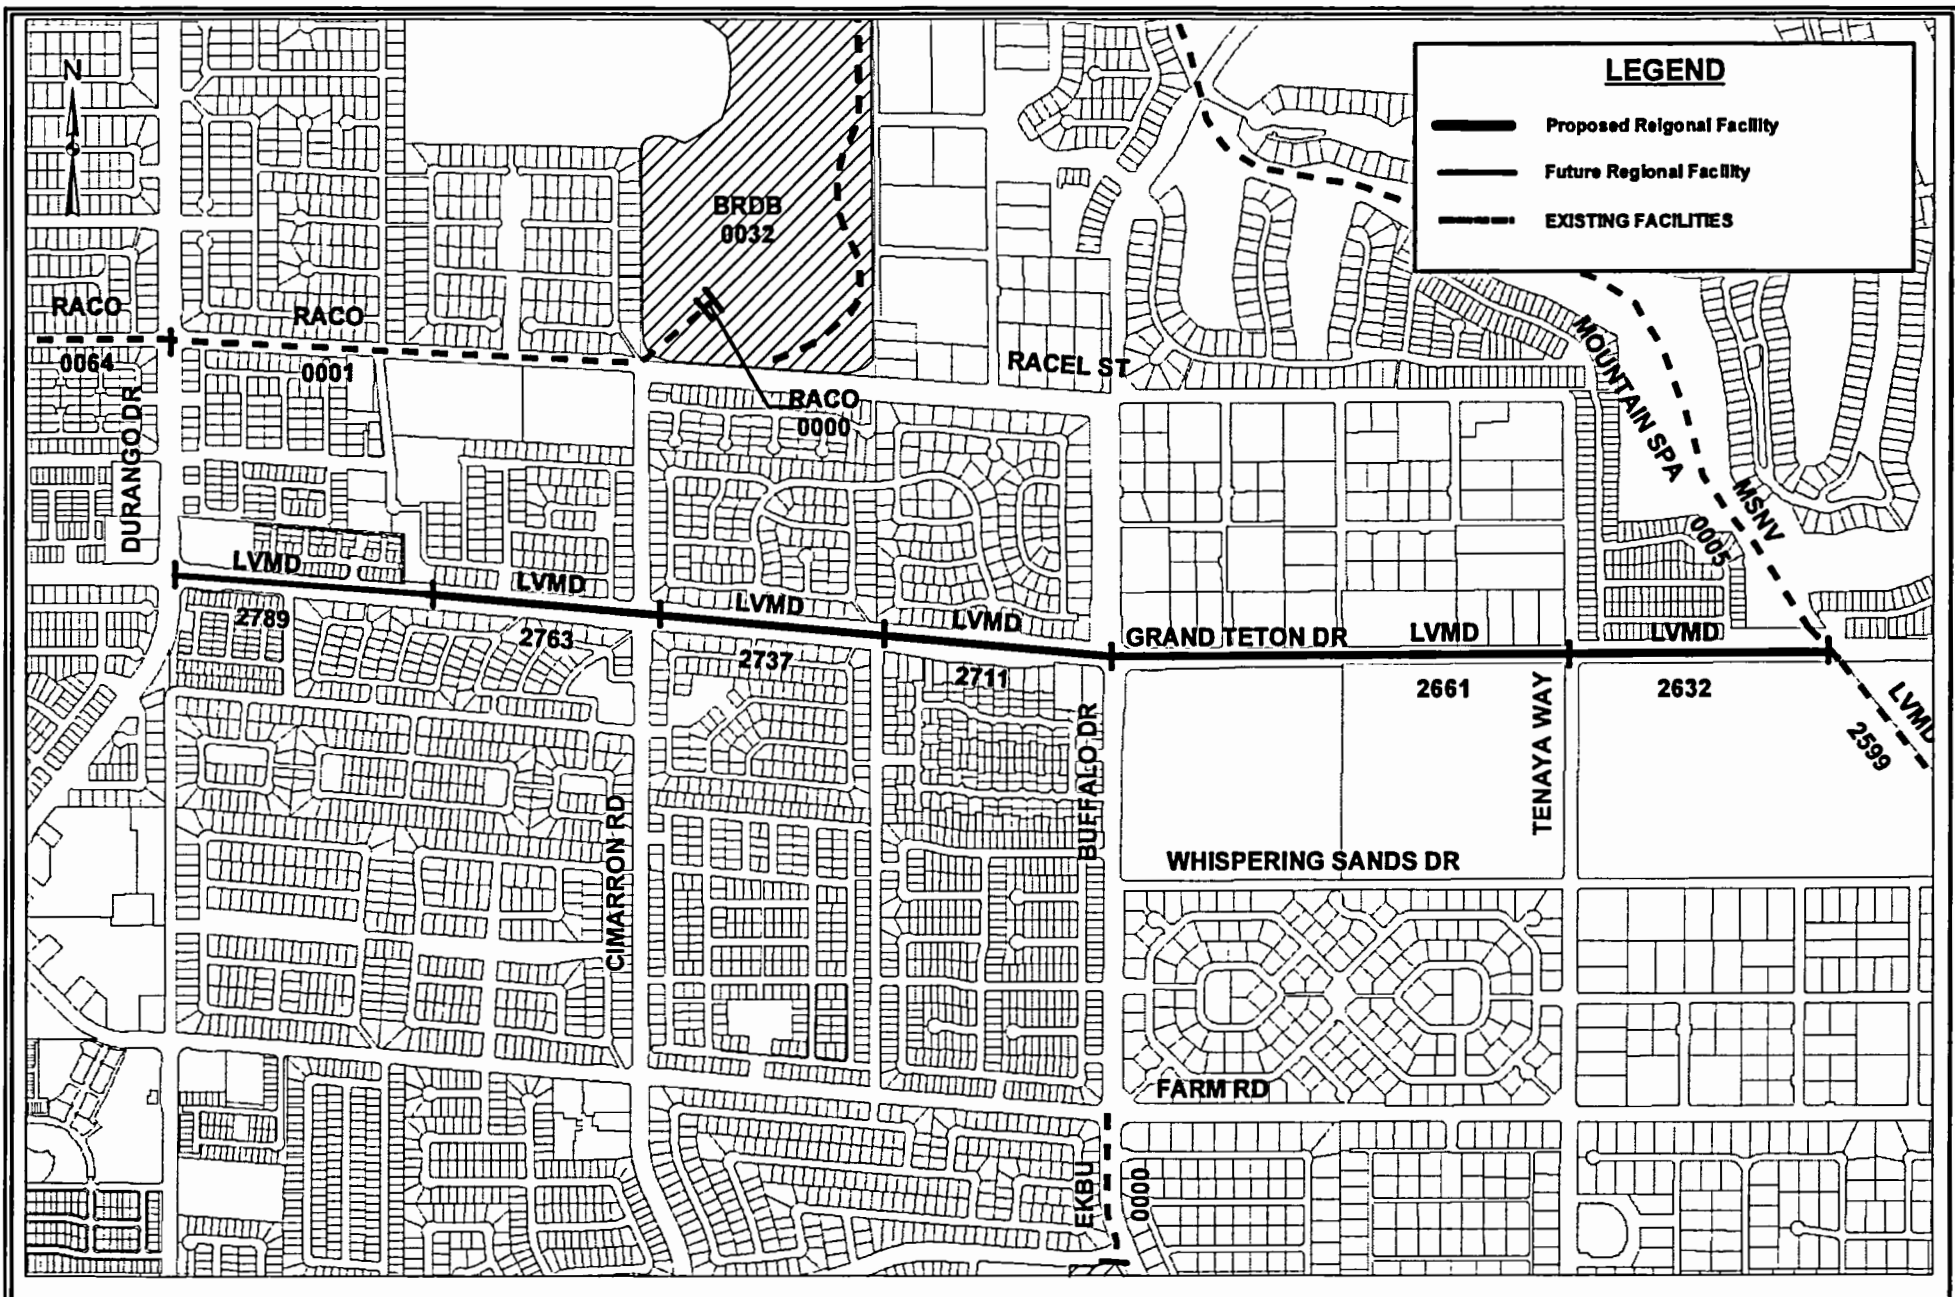 N
LEGEND
Proposed Reigonal Facility
Future Regional Facility
EXISTING FACILITIES
BRDB
0032
RACO
0064
RACO
0001
RACO
0000
RACEL ST
MOUNTAIN SPA
MSNV
0005
DURANGO DR
LVMD
2789
LVMD
2763
LVMD
2737
LVMD
2711
GRAND TETON DR
LVMD
2661
LVMD
2632
LVMD
2599
CIMARRON RD
BUFFALO DR
TENAYA WAY
WHISPERING SANDS DR
FARM RD
EKBU
0000